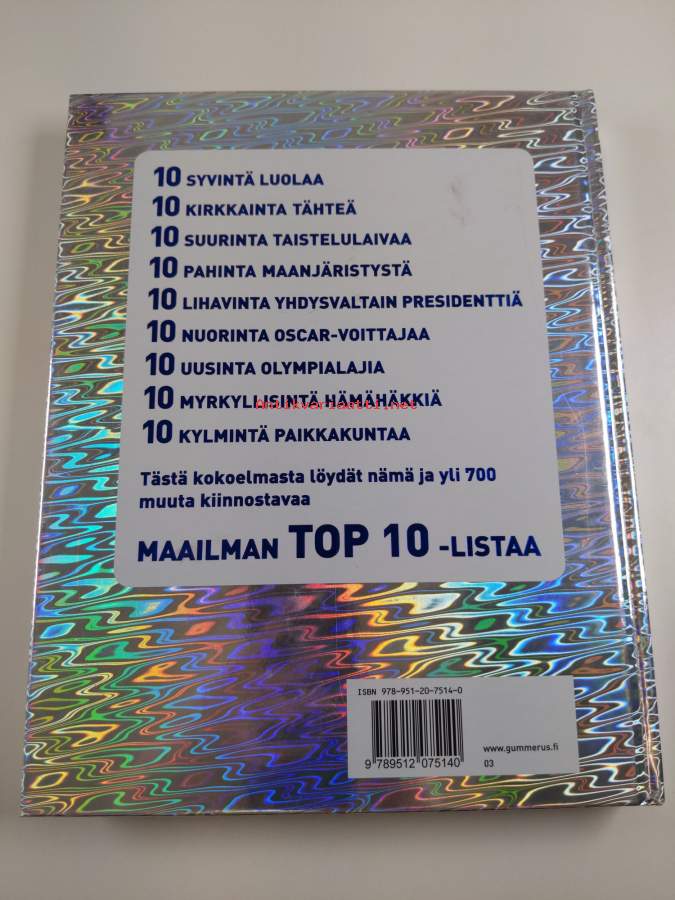 10 SYVINTÄ LUOLAA
10 KIRKKAINTA TÄHTEÄ
10 SUURINTA TAISTELULAIVAA
10 PAHINTA MAANJÄRISTYSTÄ
10 LIHAVINTA YHDYSVALTAIN PRESIDENTTIÄ
10 NUORINTA OSCAR-VOITTAJAA
10 UUSINTA OLYMPIALAJIA
10 MYRKYLLISINTÄ HÄMÄHÄKKIÄ
Antikvariaatti.net
10 KYLMINTÄ PAIKKAKUNTAA
Tästä kokoelmasta löydät nämä ja yli 700
muuta kiinnostavaa
MAAILMAN TOP 10 -LISTAA
ISBN 978-951-20-7514-0
9 789512 075140
www.gummerus.fi
03